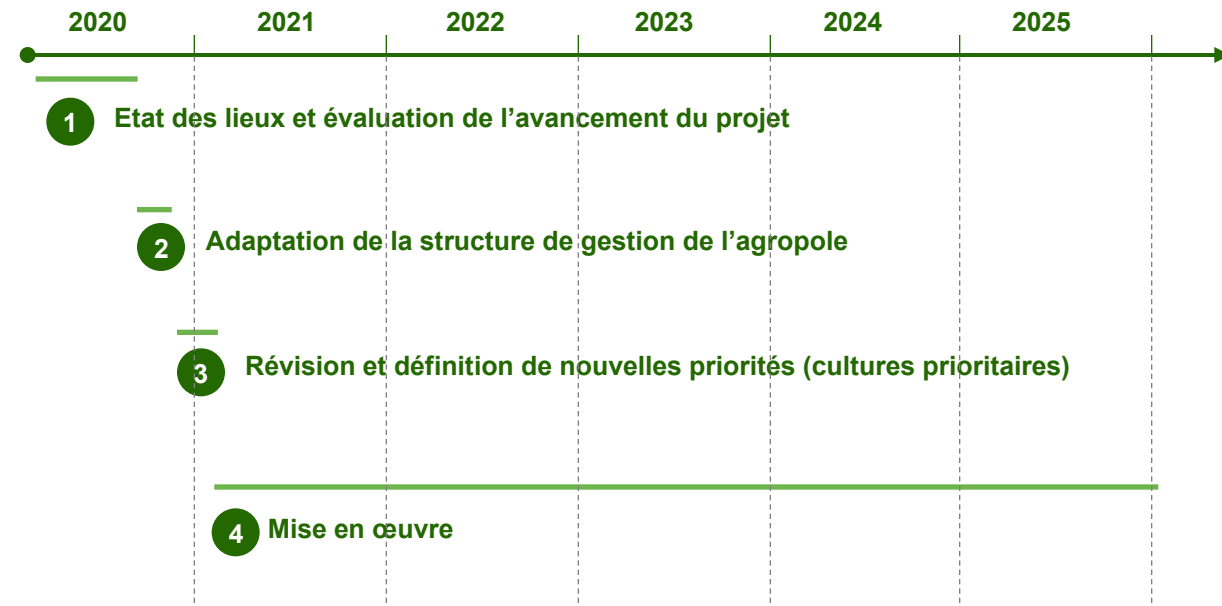 2020 2021 2022 2023 2024 2025
1 Etat des lieux et évaluation de l’avancement du projet
2 Adaptation de la structure de gestion de l’agropole
3 Révision et définition de nouvelles priorités (cultures prioritaires)
4 Mise en œuvre